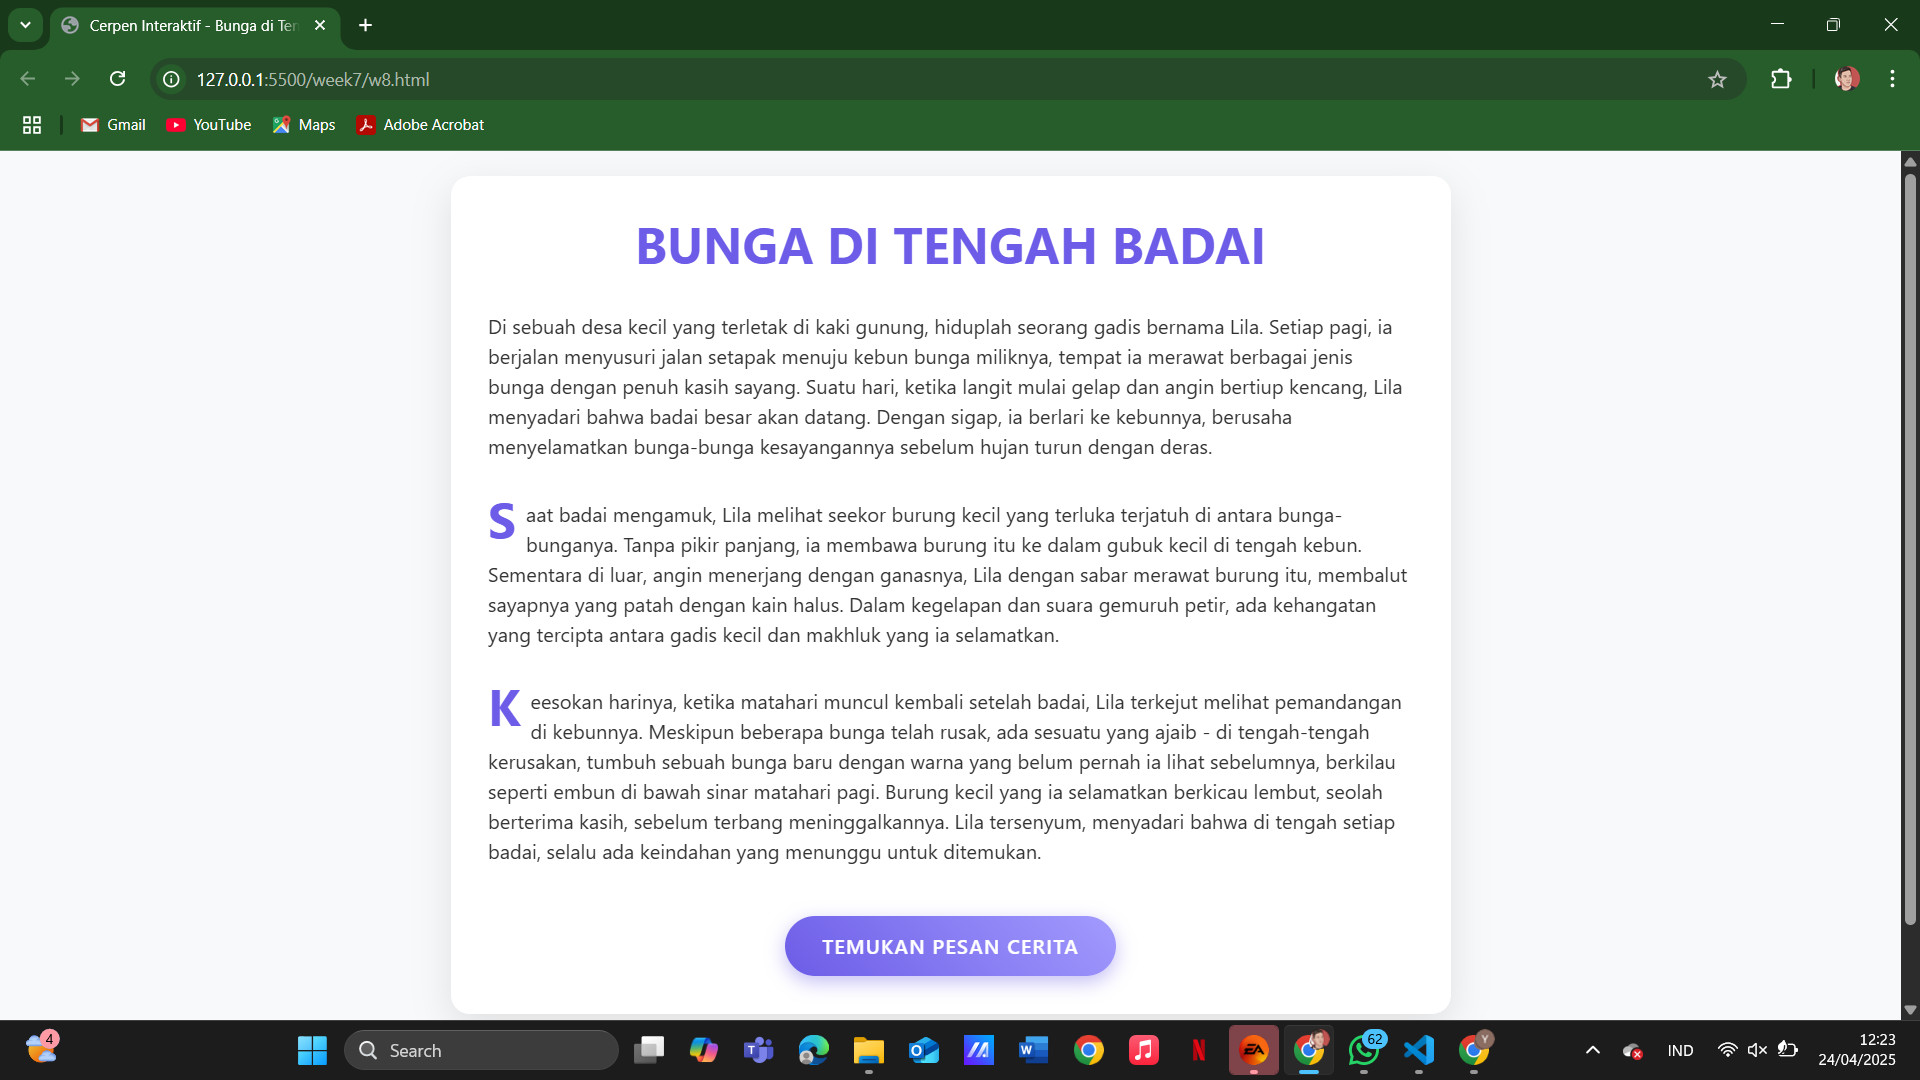 Cerpen Interaktif - Bunga di Ten
127.0.0.1:5500/week7/w8.html
Gmail
YouTube
Maps
Adobe Acrobat
BUNGA DI TENGAH BADAI
Di sebuah desa kecil yang terletak di kaki gunung, hiduplah seorang gadis bernama Lila. Setiap pagi, ia
berjalan menyusuri jalan setapak menuju kebun bunga miliknya, tempat ia merawat berbagai jenis
bunga dengan penuh kasih sayang. Suatu hari, ketika langit mulai gelap dan angin bertiup kencang, Lila
menyadari bahwa badai besar akan datang. Dengan sigap, ia berlari ke kebunnya, berusaha
menyelamatkan bunga-bunga kesayangannya sebelum hujan turun dengan deras.
Saat badai mengamuk, Lila melihat seekor burung kecil yang terluka terjatuh di antara bunga-
bunganya. Tanpa pikir panjang, ia membawa burung itu ke dalam gubuk kecil di tengah kebun.
Sementara di luar, angin menerjang dengan ganasnya, Lila dengan sabar merawat burung itu, membalut
sayapnya yang patah dengan kain halus. Dalam kegelapan dan suara gemuruh petir, ada kehangatan
yang tercipta antara gadis kecil dan makhluk yang ia selamatkan.
Keesokan harinya, ketika matahari muncul kembali setelah badai, Lila terkejut melihat pemandangan
di kebunnya. Meskipun beberapa bunga telah rusak, ada sesuatu yang ajaib - di tengah-tengah
kerusakan, tumbuh sebuah bunga baru dengan warna yang belum pernah ia lihat sebelumnya, berkilau
seperti embun di bawah sinar matahari pagi. Burung kecil yang ia selamatkan berkicau lembut, seolah
berterima kasih, sebelum terbang meninggalkannya. Lila tersenyum, menyadari bahwa di tengah setiap
badai, selalu ada keindahan yang menunggu untuk ditemukan.
TEMUKAN PESAN CERITA
4
Search
EA
62
Y
IND
12:23
24/04/2025